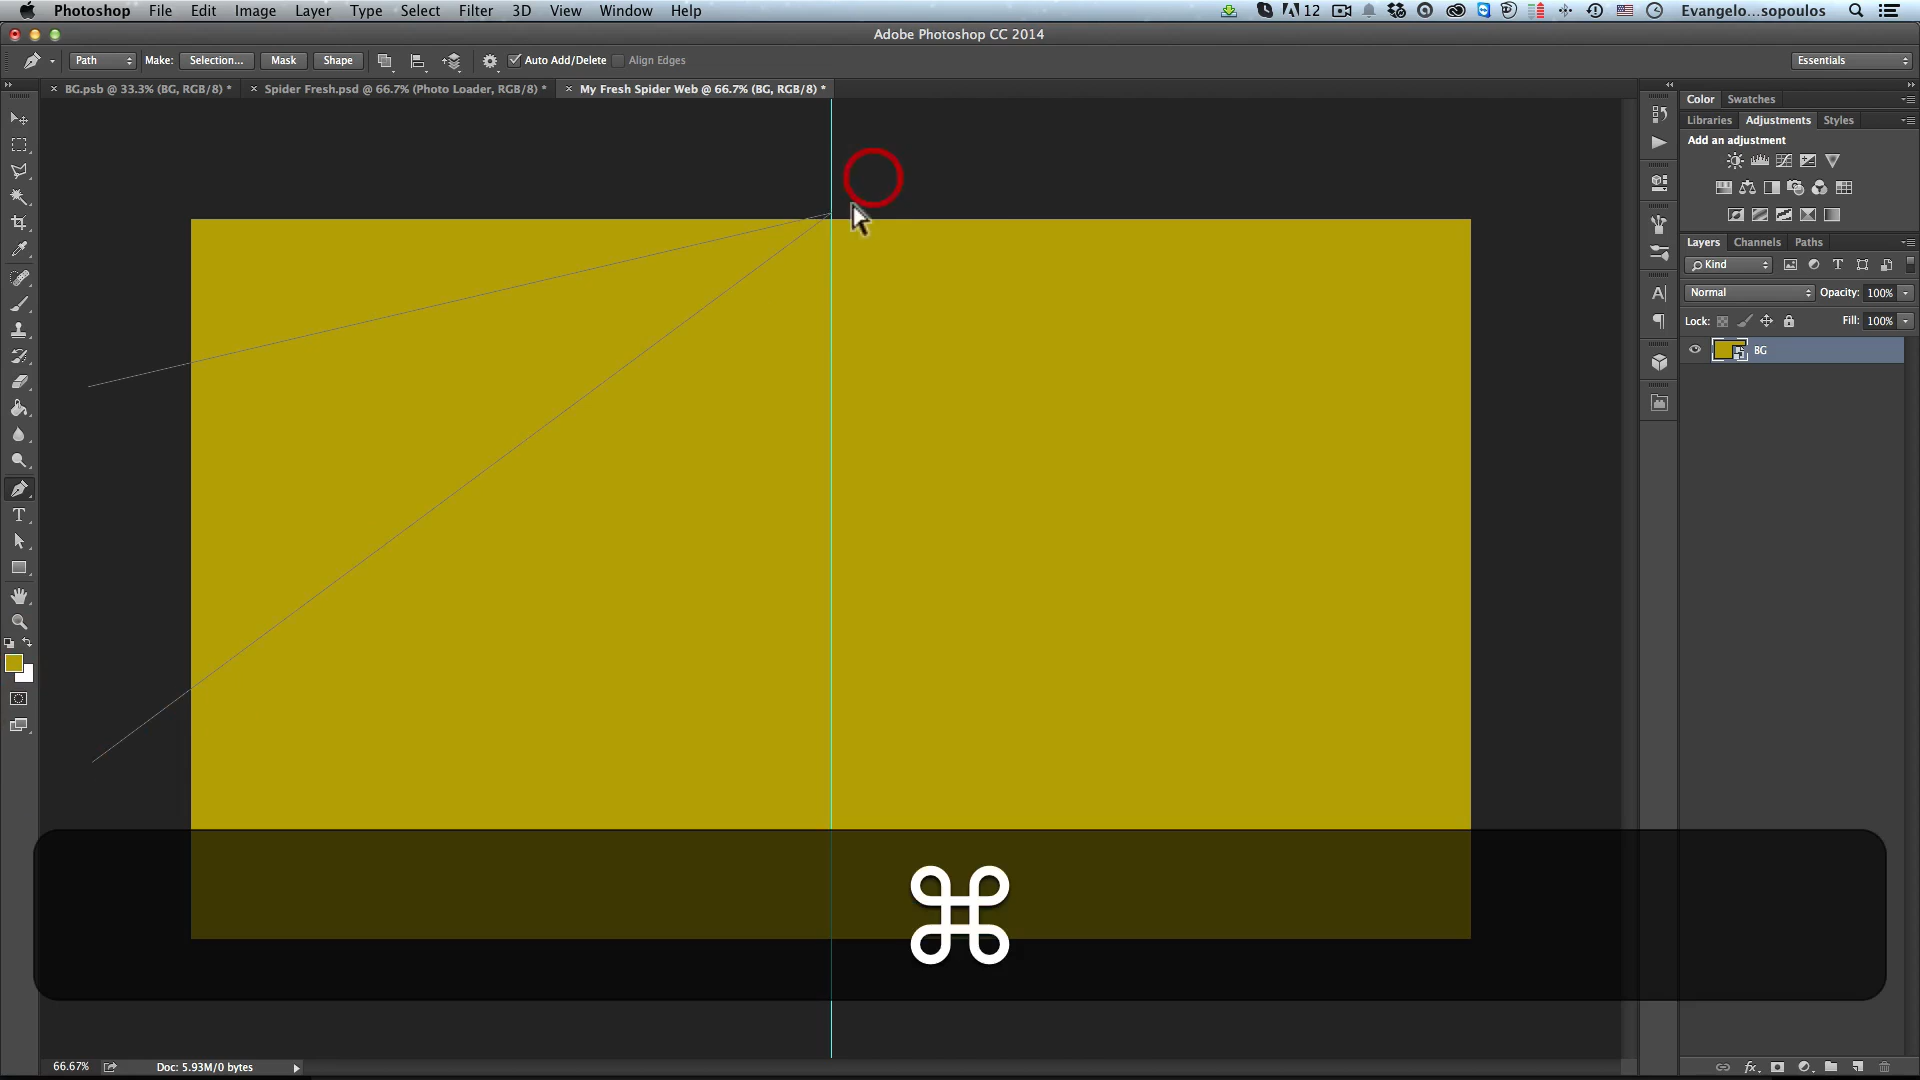 Photoshop File Edit Image Layer Type Select Filter 3D View Window Help 12 Evangelo...sopoulos
Adobe Photoshop CC 2014
Path Make: Selection... Mask Shape Auto Add/Delete Align Edges Essentials
BG.psb @ 33.3% (BG, RGB/8) * Spider Fresh.psd @ 66.7% (Photo Loader, RGB/8) * My Fresh Spider Web @ 66.7% (BG, RGB/8) *
Color Swatches
Libraries Adjustments Styles
Add an adjustment
Layers Channels Paths
Kind
Normal Opacity: 100%
Lock: Fill: 100%
BG
⌘
66.67% Doc: 5.93M/0 bytes